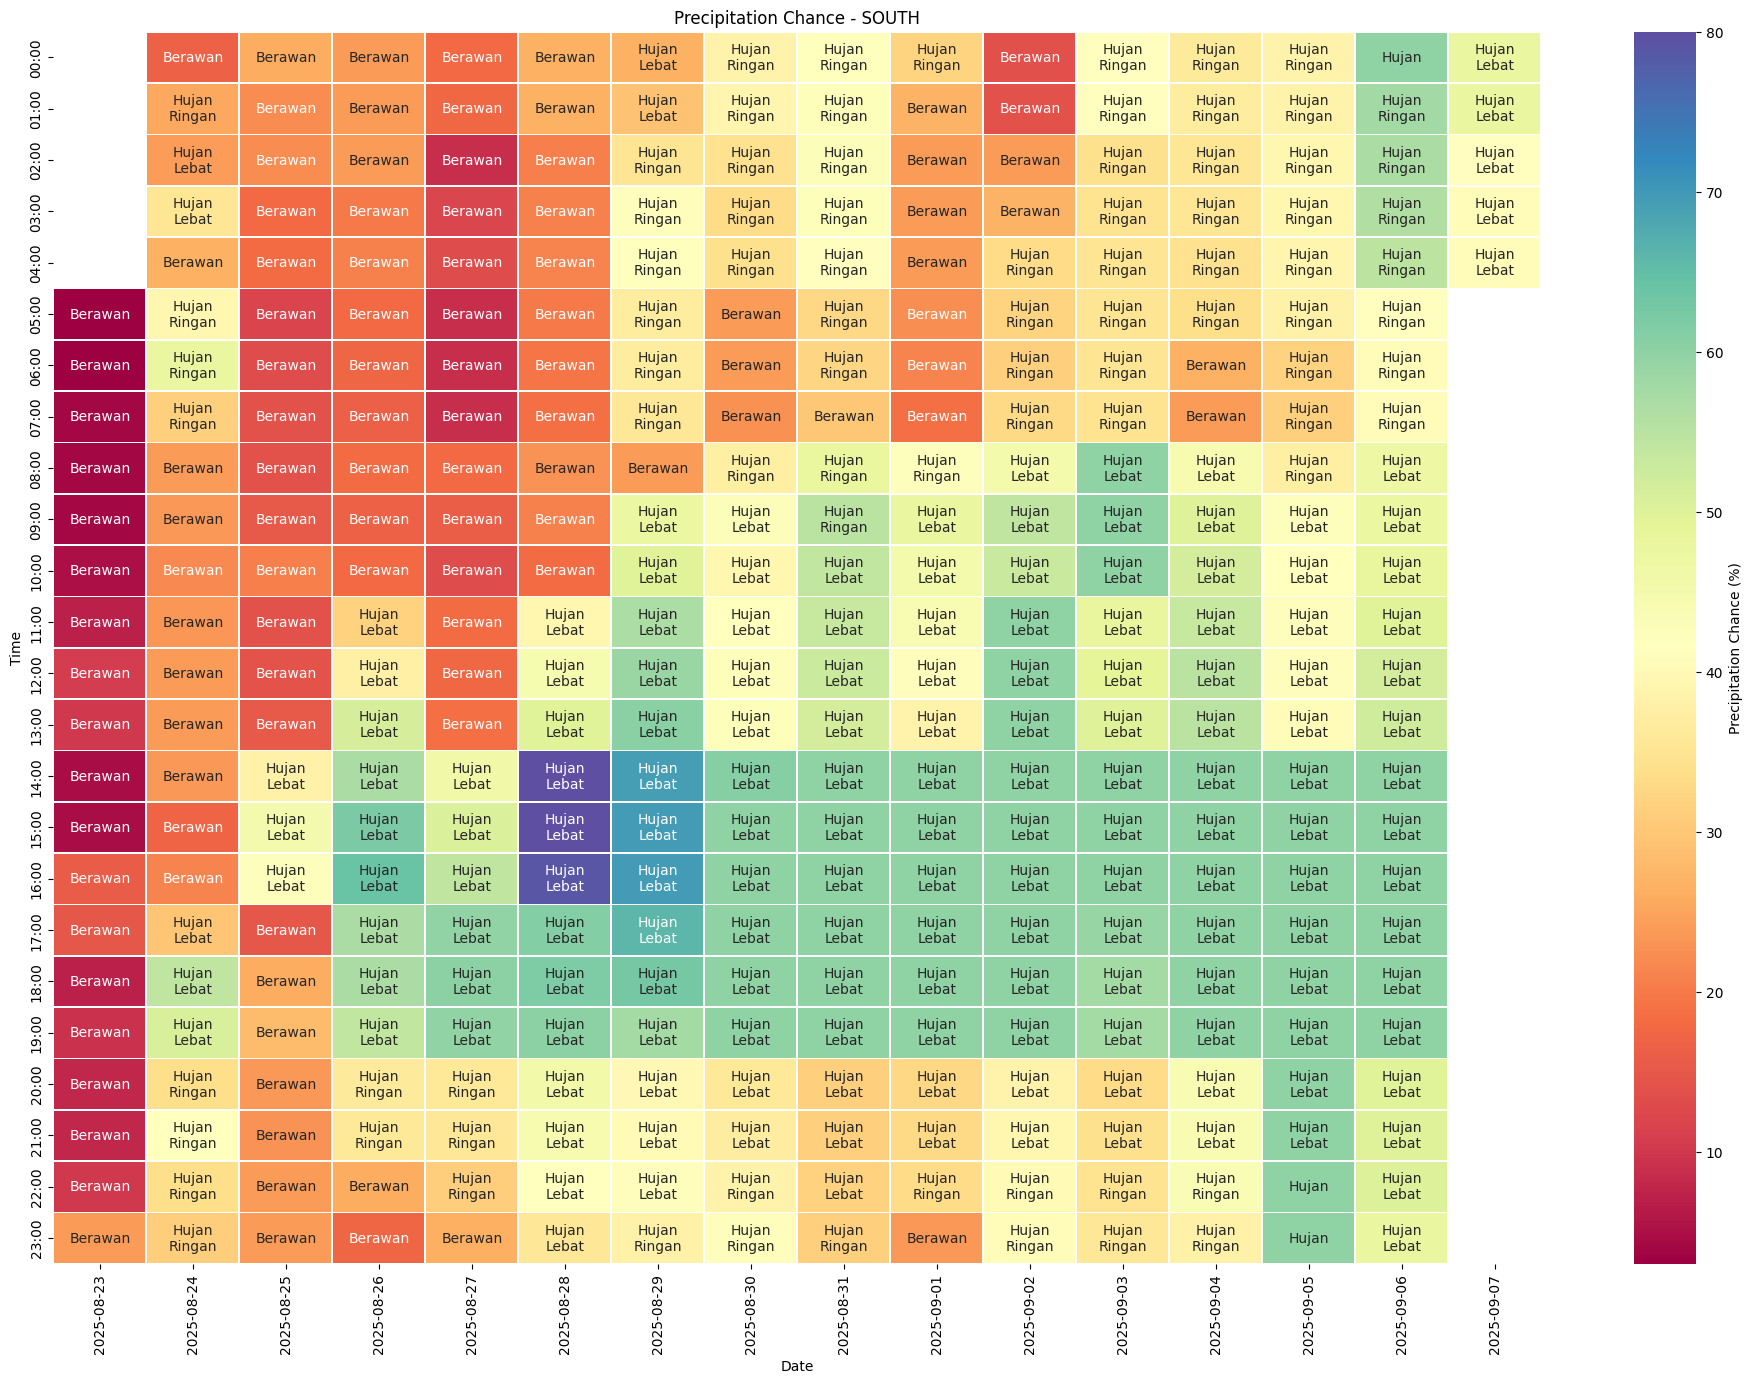 Precipitation Chance - SOUTH
00:00 Berawan Berawan Berawan Berawan Berawan Hujan Lebat Hujan Ringan Hujan Ringan Hujan Ringan Berawan Hujan Ringan Hujan Ringan Hujan Ringan Hujan Hujan Lebat
01:00 Hujan Ringan Berawan Berawan Berawan Berawan Hujan Lebat Hujan Ringan Hujan Ringan Berawan Berawan Hujan Ringan Hujan Ringan Hujan Ringan Hujan Ringan Hujan Lebat
02:00 Hujan Lebat Berawan Berawan Berawan Berawan Hujan Ringan Hujan Ringan Hujan Ringan Berawan Berawan Hujan Ringan Hujan Ringan Hujan Ringan Hujan Ringan Hujan Lebat
03:00 Hujan Lebat Berawan Berawan Berawan Berawan Hujan Ringan Hujan Ringan Hujan Ringan Berawan Berawan Hujan Ringan Hujan Ringan Hujan Ringan Hujan Ringan Hujan Lebat
04:00 Berawan Berawan Berawan Berawan Berawan Hujan Ringan Hujan Ringan Hujan Ringan Berawan Hujan Ringan Hujan Ringan Hujan Ringan Hujan Ringan Hujan Ringan Hujan Lebat
05:00 Berawan Hujan Ringan Berawan Berawan Berawan Berawan Hujan Ringan Berawan Hujan Ringan Berawan Hujan Ringan Hujan Ringan Hujan Ringan Hujan Ringan Hujan Ringan
06:00 Berawan Hujan Ringan Berawan Berawan Berawan Berawan Hujan Ringan Berawan Hujan Ringan Berawan Hujan Ringan Hujan Ringan Berawan Hujan Ringan Hujan Ringan
07:00 Berawan Hujan Ringan Berawan Berawan Berawan Berawan Hujan Ringan Berawan Berawan Berawan Hujan Ringan Hujan Ringan Berawan Hujan Ringan Hujan Ringan
08:00 Berawan Berawan Berawan Berawan Berawan Berawan Berawan Hujan Ringan Hujan Ringan Hujan Ringan Hujan Lebat Hujan Lebat Hujan Lebat Hujan Ringan Hujan Lebat
09:00 Berawan Berawan Berawan Berawan Berawan Berawan Hujan Lebat Hujan Lebat Hujan Ringan Hujan Lebat Hujan Lebat Hujan Lebat Hujan Lebat Hujan Lebat Hujan Lebat
10:00 Berawan Berawan Berawan Berawan Berawan Berawan Hujan Lebat Hujan Lebat Hujan Lebat Hujan Lebat Hujan Lebat Hujan Lebat Hujan Lebat Hujan Lebat Hujan Lebat
11:00 Berawan Berawan Berawan Hujan Lebat Berawan Hujan Lebat Hujan Lebat Hujan Lebat Hujan Lebat Hujan Lebat Hujan Lebat Hujan Lebat Hujan Lebat Hujan Lebat Hujan Lebat
12:00 Berawan Berawan Berawan Hujan Lebat Berawan Hujan Lebat Hujan Lebat Hujan Lebat Hujan Lebat Hujan Lebat Hujan Lebat Hujan Lebat Hujan Lebat Hujan Lebat Hujan Lebat
13:00 Berawan Berawan Berawan Hujan Lebat Berawan Hujan Lebat Hujan Lebat Hujan Lebat Hujan Lebat Hujan Lebat Hujan Lebat Hujan Lebat Hujan Lebat Hujan Lebat Hujan Lebat
14:00 Berawan Berawan Hujan Lebat Hujan Lebat Hujan Lebat Hujan Lebat Hujan Lebat Hujan Lebat Hujan Lebat Hujan Lebat Hujan Lebat Hujan Lebat Hujan Lebat Hujan Lebat Hujan Lebat
15:00 Berawan Berawan Hujan Lebat Hujan Lebat Hujan Lebat Hujan Lebat Hujan Lebat Hujan Lebat Hujan Lebat Hujan Lebat Hujan Lebat Hujan Lebat Hujan Lebat Hujan Lebat Hujan Lebat
16:00 Berawan Berawan Hujan Lebat Hujan Lebat Hujan Lebat Hujan Lebat Hujan Lebat Hujan Lebat Hujan Lebat Hujan Lebat Hujan Lebat Hujan Lebat Hujan Lebat Hujan Lebat Hujan Lebat
17:00 Berawan Hujan Lebat Berawan Hujan Lebat Hujan Lebat Hujan Lebat Hujan Lebat Hujan Lebat Hujan Lebat Hujan Lebat Hujan Lebat Hujan Lebat Hujan Lebat Hujan Lebat Hujan Lebat
18:00 Berawan Hujan Lebat Berawan Hujan Lebat Hujan Lebat Hujan Lebat Hujan Lebat Hujan Lebat Hujan Lebat Hujan Lebat Hujan Lebat Hujan Lebat Hujan Lebat Hujan Lebat Hujan Lebat
19:00 Berawan Hujan Lebat Berawan Hujan Lebat Hujan Lebat Hujan Lebat Hujan Lebat Hujan Lebat Hujan Lebat Hujan Lebat Hujan Lebat Hujan Lebat Hujan Lebat Hujan Lebat Hujan Lebat
20:00 Berawan Hujan Ringan Berawan Hujan Ringan Hujan Ringan Hujan Lebat Hujan Lebat Hujan Lebat Hujan Lebat Hujan Lebat Hujan Lebat Hujan Lebat Hujan Lebat Hujan Lebat Hujan Lebat
21:00 Berawan Hujan Ringan Berawan Hujan Ringan Hujan Ringan Hujan Lebat Hujan Lebat Hujan Lebat Hujan Lebat Hujan Lebat Hujan Lebat Hujan Lebat Hujan Lebat Hujan Lebat Hujan Lebat
22:00 Berawan Hujan Ringan Berawan Berawan Hujan Ringan Hujan Lebat Hujan Lebat Hujan Ringan Hujan Lebat Hujan Ringan Hujan Ringan Hujan Ringan Hujan Ringan Hujan Hujan Lebat
23:00 Berawan Hujan Ringan Berawan Berawan Berawan Hujan Lebat Hujan Ringan Hujan Ringan Hujan Ringan Berawan Hujan Ringan Hujan Ringan Hujan Ringan Hujan Hujan Lebat
Time
2025-08-23 2025-08-24 2025-08-25 2025-08-26 2025-08-27 2025-08-28 2025-08-29 2025-08-30 2025-08-31 2025-09-01 2025-09-02 2025-09-03 2025-09-04 2025-09-05 2025-09-06 2025-09-07
Date
80
70
60
50
40
30
20
10
Precipitation Chance (%)